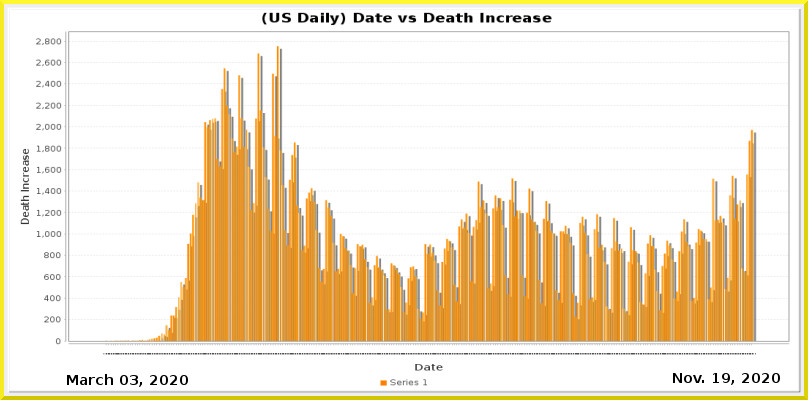 (US Daily) Date vs Death Increase
2,800
2,600
2,400
2,200
2,000
1,800
1,600
1,400
1,200
1,000
800
600
400
200
0
Death Increase
Date
March 03, 2020
Nov. 19, 2020
Series 1